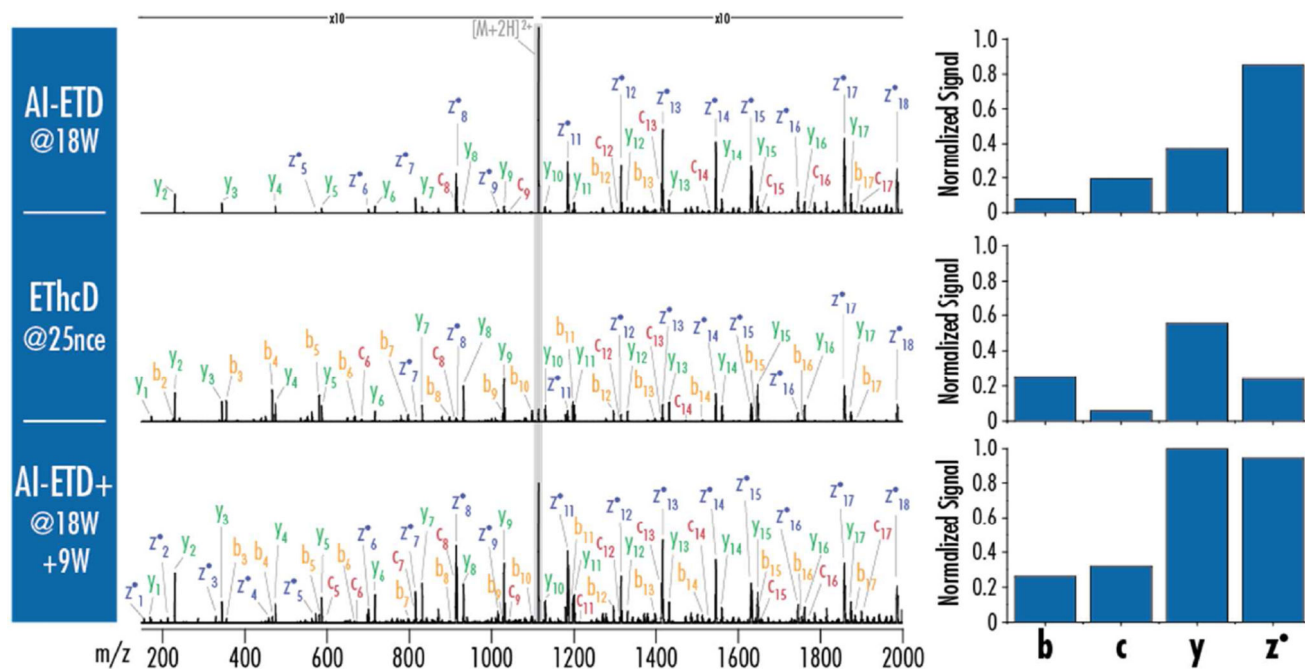 x10 x10
[M+2H]2+
AI-ETD
@18W
y2 y3 y4 z•5 y5 z•6 y6 z•7 y7 c8 z•8 y8 z•9 y9 c9 y10 z•11 y11 b12 c12 z•12 y12 b13 c13 z•13 y13 c14 z•14 y14 z•15 y15 c15 z•16 y16 c16 z•17 y17 b17 c17 z•18
Normalized Signal
1.0
0.8
0.6
0.4
0.2
0
EThcD
@25nce
y1 b2 y2 y3 b3 b4 y4 b5 y5 b6 c6 y6 b7 z•7 y7 b8 c8 z•8 y8 b9 y9 b10 y10 z•11 b11 y11 b12 c12 z•12 y12 b13 c13 z•13 y13 c14 b14 z•14 y14 z•15 b15 y15 z•16 b16 y16 z•17 y17 b17 z•18
Normalized Signal
1.0
0.8
0.6
0.4
0.2
0
AI-ETD+
@18W
+9W
z•1 y1 z•2 y2 z•3 y3 b3 z•4 b4 y4 z•5 b5 y5 c5 b6 c6 z•6 y6 b7 c7 z•7 y7 b8 c8 z•8 y8 z•9 b9 y9 c9 b10 y10 z•11 b11 y11 c11 b12 c12 z•12 y12 b13 c13 z•13 y13 b14 c14 z•14 y14 z•15 y15 b15 c15 z•16 b16 y16 c16 z•17 y17 b17 c17 z•18
Normalized Signal
1.0
0.8
0.6
0.4
0.2
0
m/z 200 400 600 800 1000 1200 1400 1600 1800 2000
b c y z•